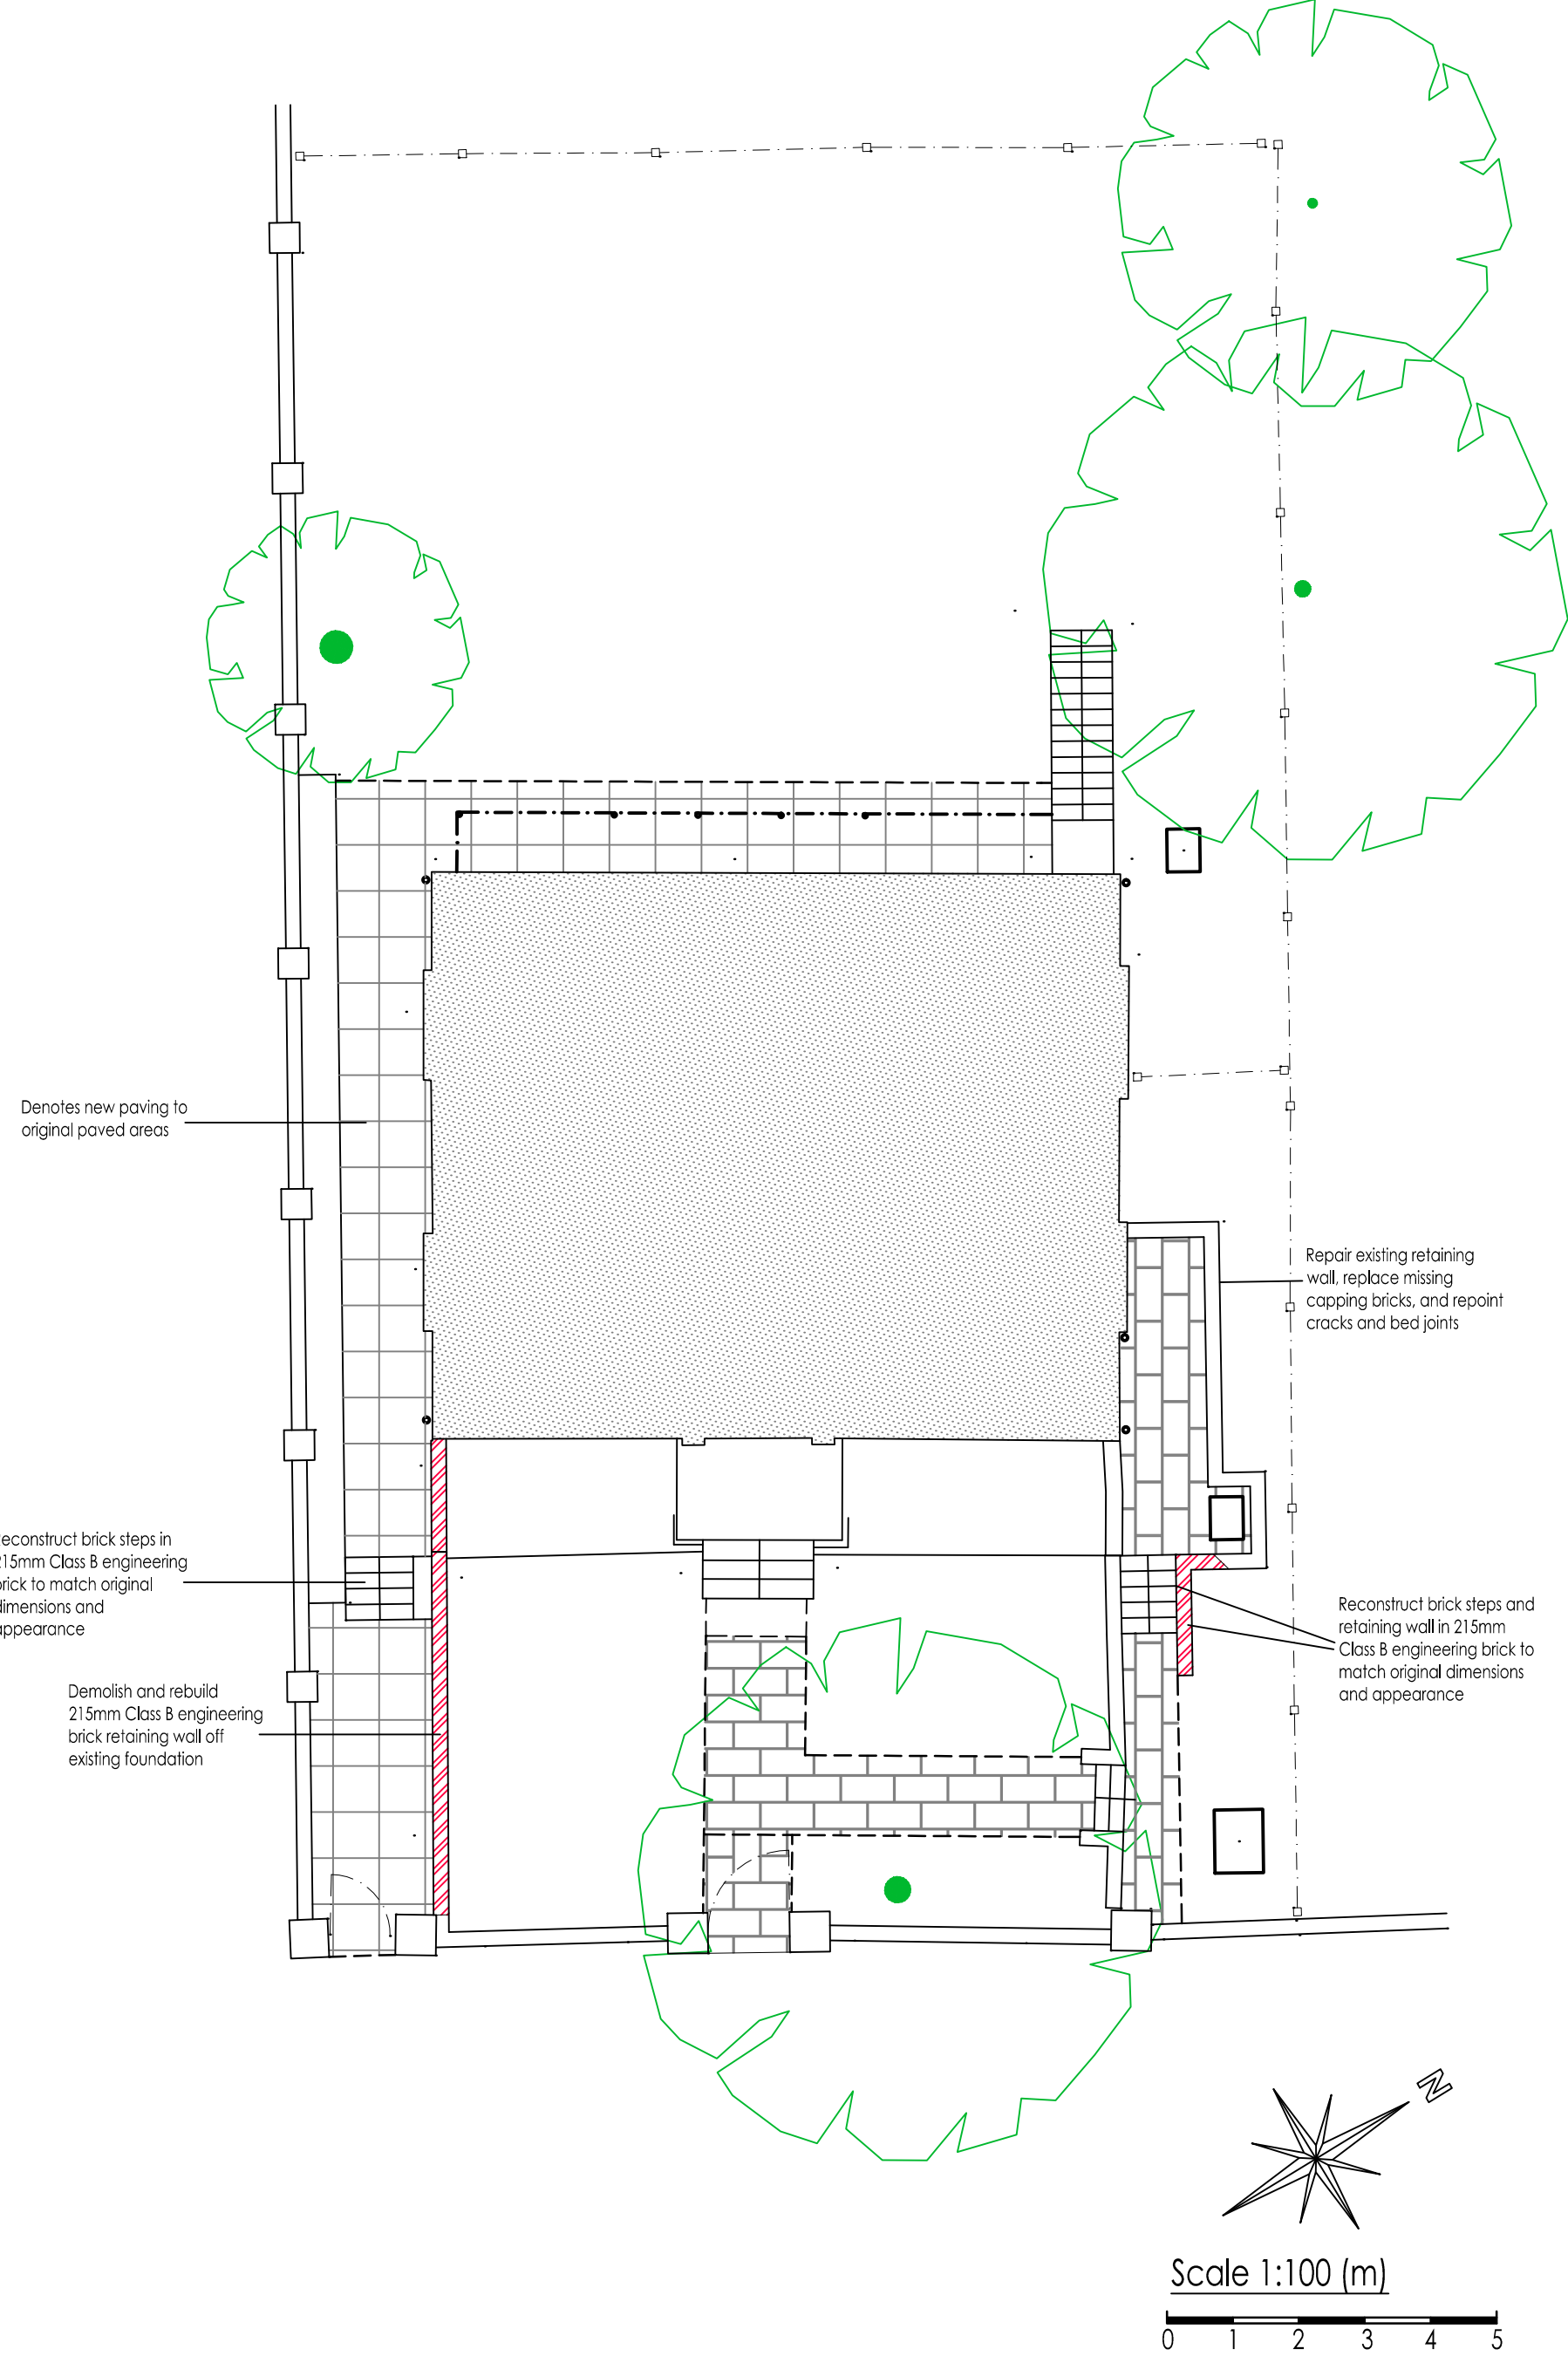 Denotes new paving to
original paved areas
Repair existing retaining
wall, replace missing
capping bricks, and repoint
cracks and bed joints
econstruct brick steps in
15mm Class B engineering
rick to match original
imensions and
appearance
Reconstruct brick steps and
retaining wall in 215mm
Class B engineering brick to
match original dimensions
and appearance
Demolish and rebuild
215mm Class B engineering
brick retaining wall off
existing foundation
N
Scale 1:100 (m)
0 1 2 3 4 5